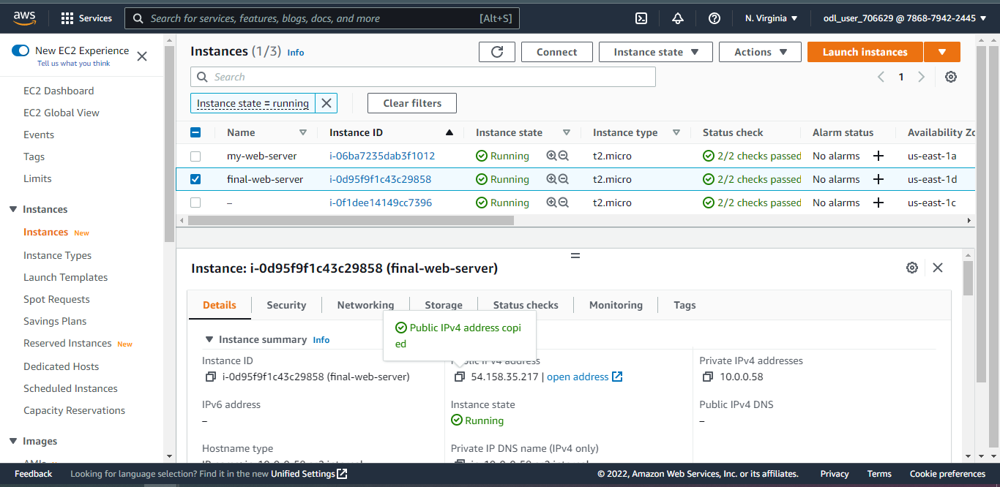 aws
Services
Search for services, features, blogs, docs, and more
[Alt+S]
N. Virginia
odl_user_706629 @ 7868-7942-2445
New EC2 Experience
Tell us what you think
EC2 Dashboard
EC2 Global View
Events
Tags
Limits
Instances
Instances New
Instance Types
Launch Templates
Spot Requests
Savings Plans
Reserved Instances New
Dedicated Hosts
Scheduled Instances
Capacity Reservations
Images
Instances (1/3) Info
Connect
Instance state
Actions
Launch instances
Search
1
Instance state = running
Clear filters
Name Instance ID Instance state Instance type Status check Alarm status Availability Zo
my-web-server i-06ba7235dab3f1012 Running t2.micro 2/2 checks passed No alarms us-east-1a
final-web-server i-0d95f9f1c43c29858 Running t2.micro 2/2 checks passed No alarms us-east-1d
– i-0f1dee14149cc7396 Running t2.micro 2/2 checks passed No alarms us-east-1c
Instance: i-0d95f9f1c43c29858 (final-web-server)
Details Security Networking Storage Status checks Monitoring Tags
Public IPv4 address copi
ed
Instance summary Info
Instance ID
i-0d95f9f1c43c29858 (final-web-server)
Public IPv4 address
54.158.35.217 | open address
Private IPv4 addresses
10.0.0.58
IPv6 address
–
Instance state
Running
Public IPv4 DNS
–
Hostname type
Private IP DNS name (IPv4 only)
Feedback
Looking for language selection? Find it in the new Unified Settings
© 2022, Amazon Web Services, Inc. or its affiliates.
Privacy
Terms
Cookie preferences